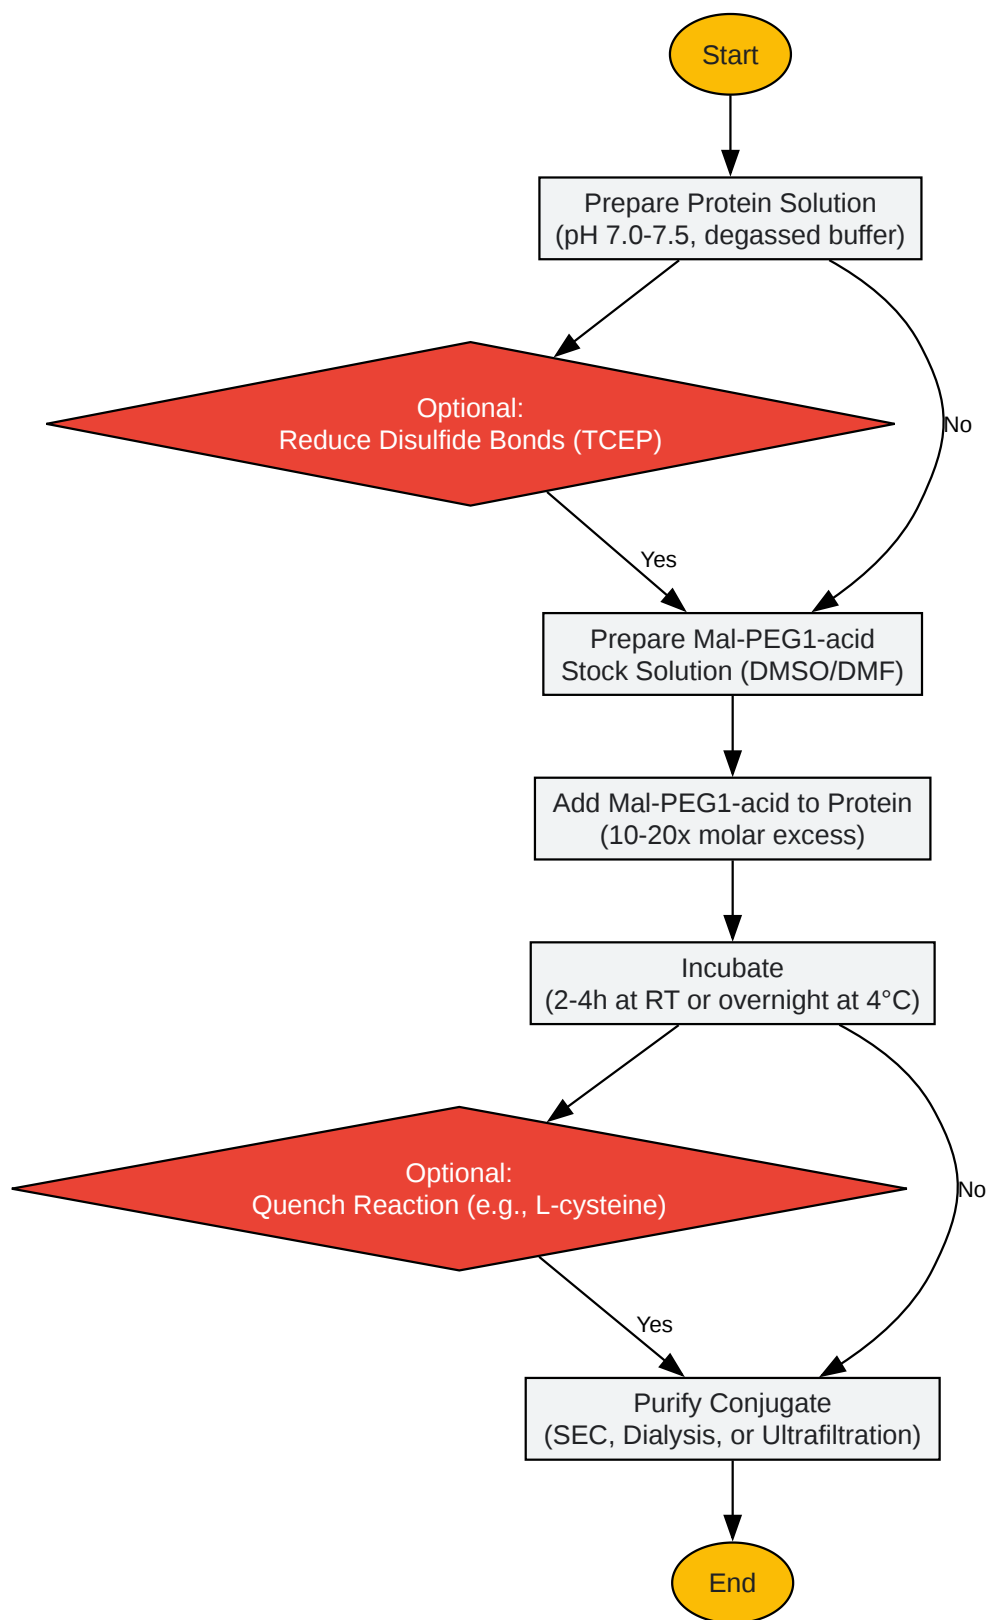 Start
Prepare Protein Solution
(pH 7.0-7.5, degassed buffer)
Optional:
Reduce Disulfide Bonds (TCEP)
No
Yes
Prepare Mal-PEG1-acid
Stock Solution (DMSO/DMF)
Add Mal-PEG1-acid to Protein
(10-20x molar excess)
Incubate
(2-4h at RT or overnight at 4°C)
Optional:
Quench Reaction (e.g., L-cysteine)
No
Yes
Purify Conjugate
(SEC, Dialysis, or Ultrafiltration)
End